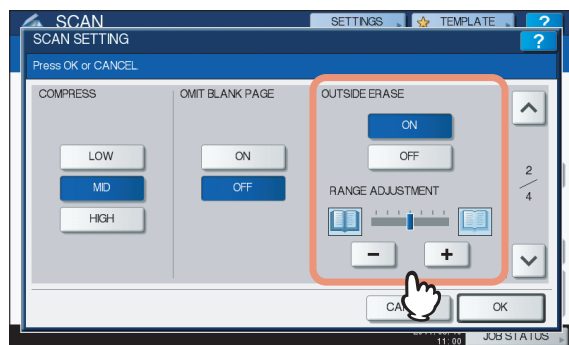 SCAN
SETTINGS
TEMPLATE
?
SCAN SETTING
?
Press OK or CANCEL
COMPRESS
OMIT BLANK PAGE
OUTSIDE ERASE
ON
LOW
ON
OFF
MID
OFF
RANGE ADJUSTMENT
2
4
HIGH
−
+
OK
11:00
JOB STATUS